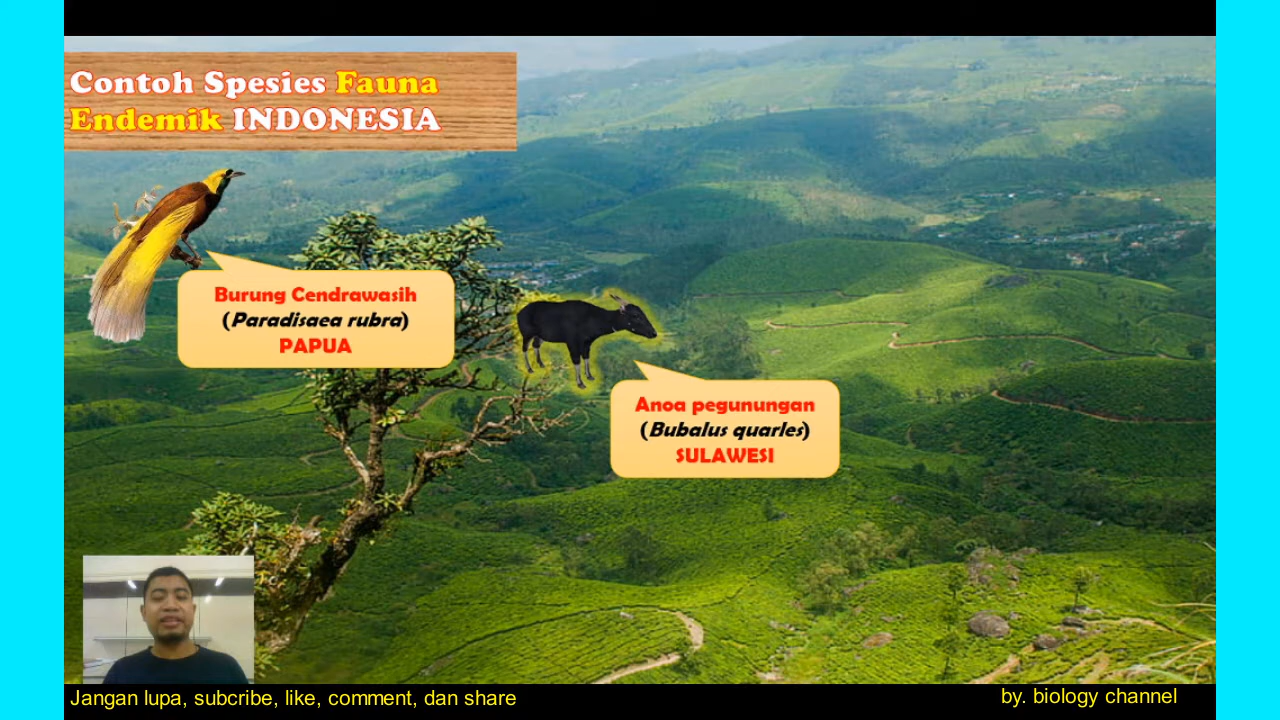 Contoh Spesies Fauna
Endemik INDONESIA
Burung Cendrawasih
(Paradisaea rubra)
PAPUA
Anoa pegunungan
(Bubalus quarles)
SULAWESI
Jangan lupa, subcribe, like, comment, dan share
by. biology channel